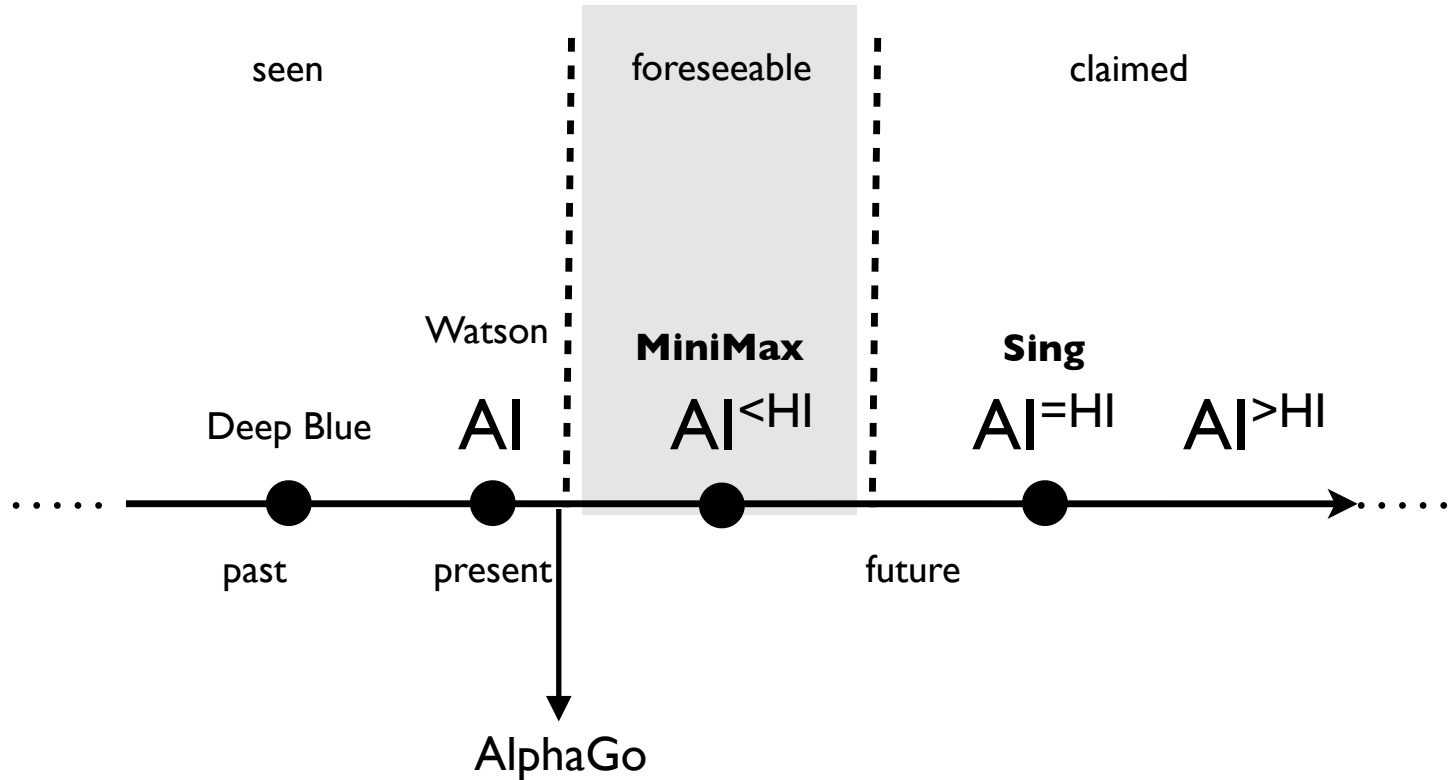 seen
foreseeable
claimed
Watson
MiniMax
Sing
Deep Blue
AI
AI<HI
AI=HI
AI>HI
past
present
future
AlphaGo